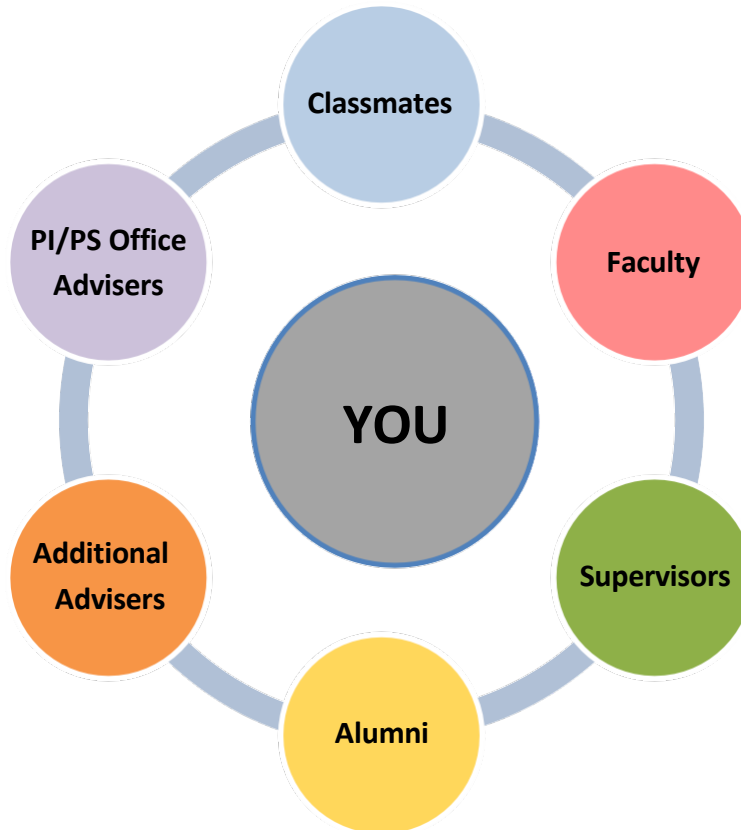 Classmates
PI/PS Office
Advisers
Faculty
YOU
Additional
Advisers
Supervisors
Alumni